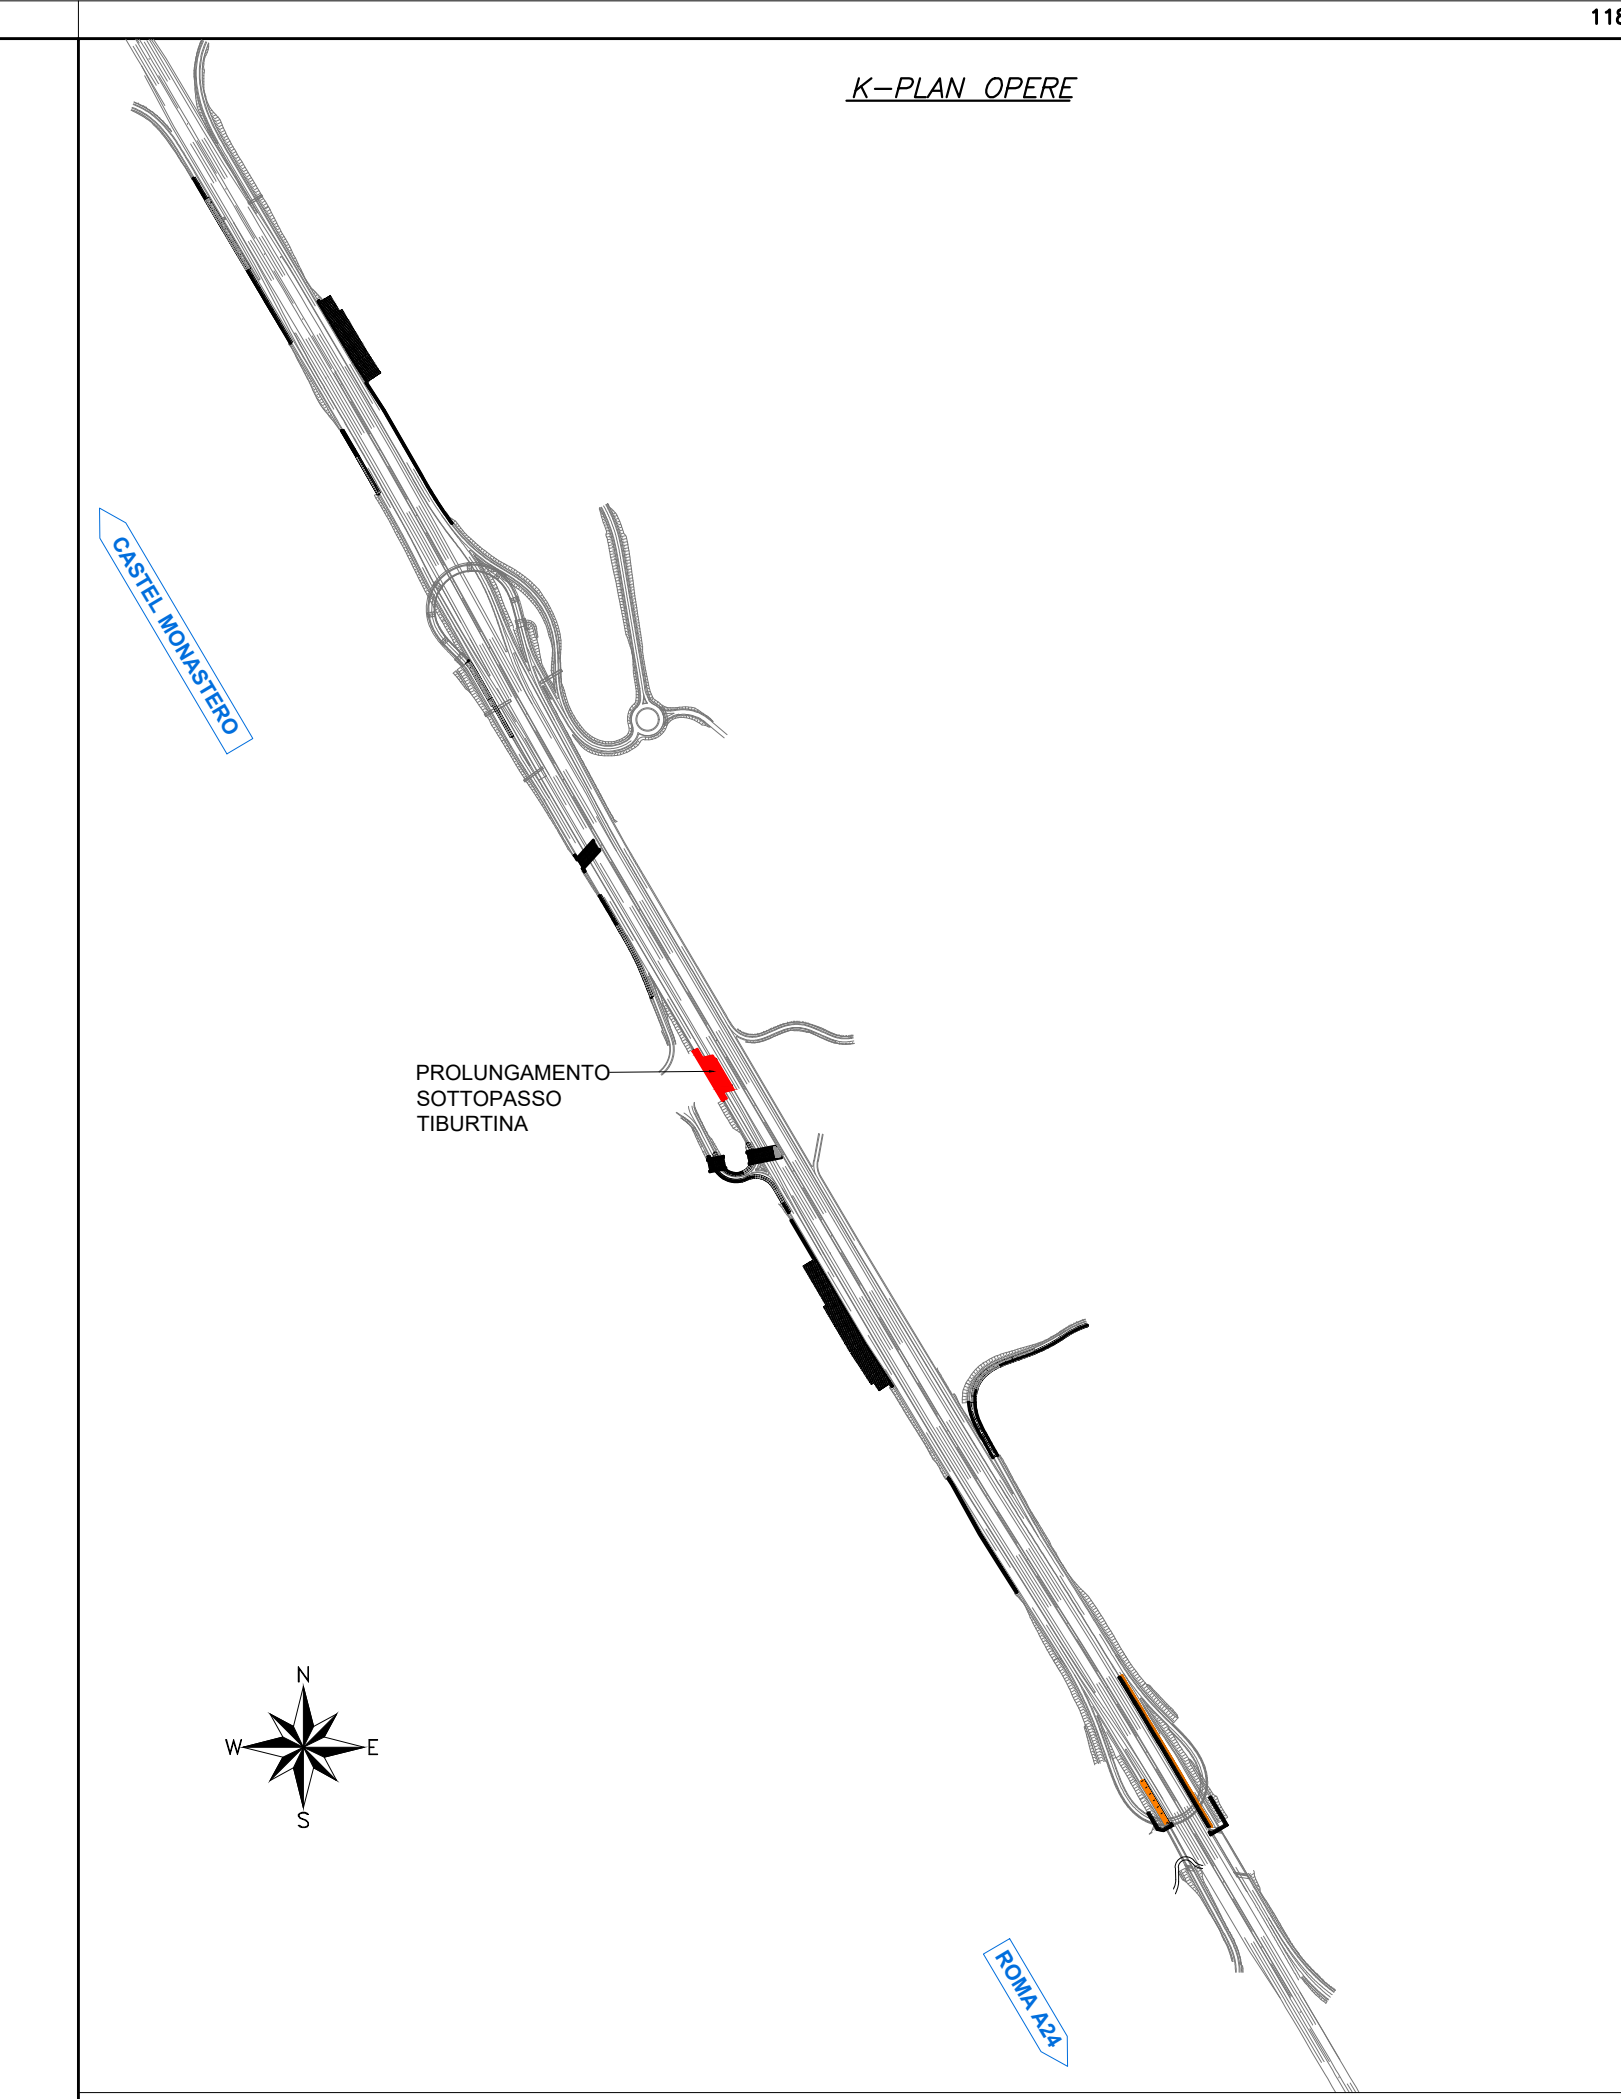 118
K-PLAN OPERE
CASTEL MONASTERO
PROLUNGAMENTO
SOTTOPASSO
TIBURTINA
N
W E
S
ROMA A24